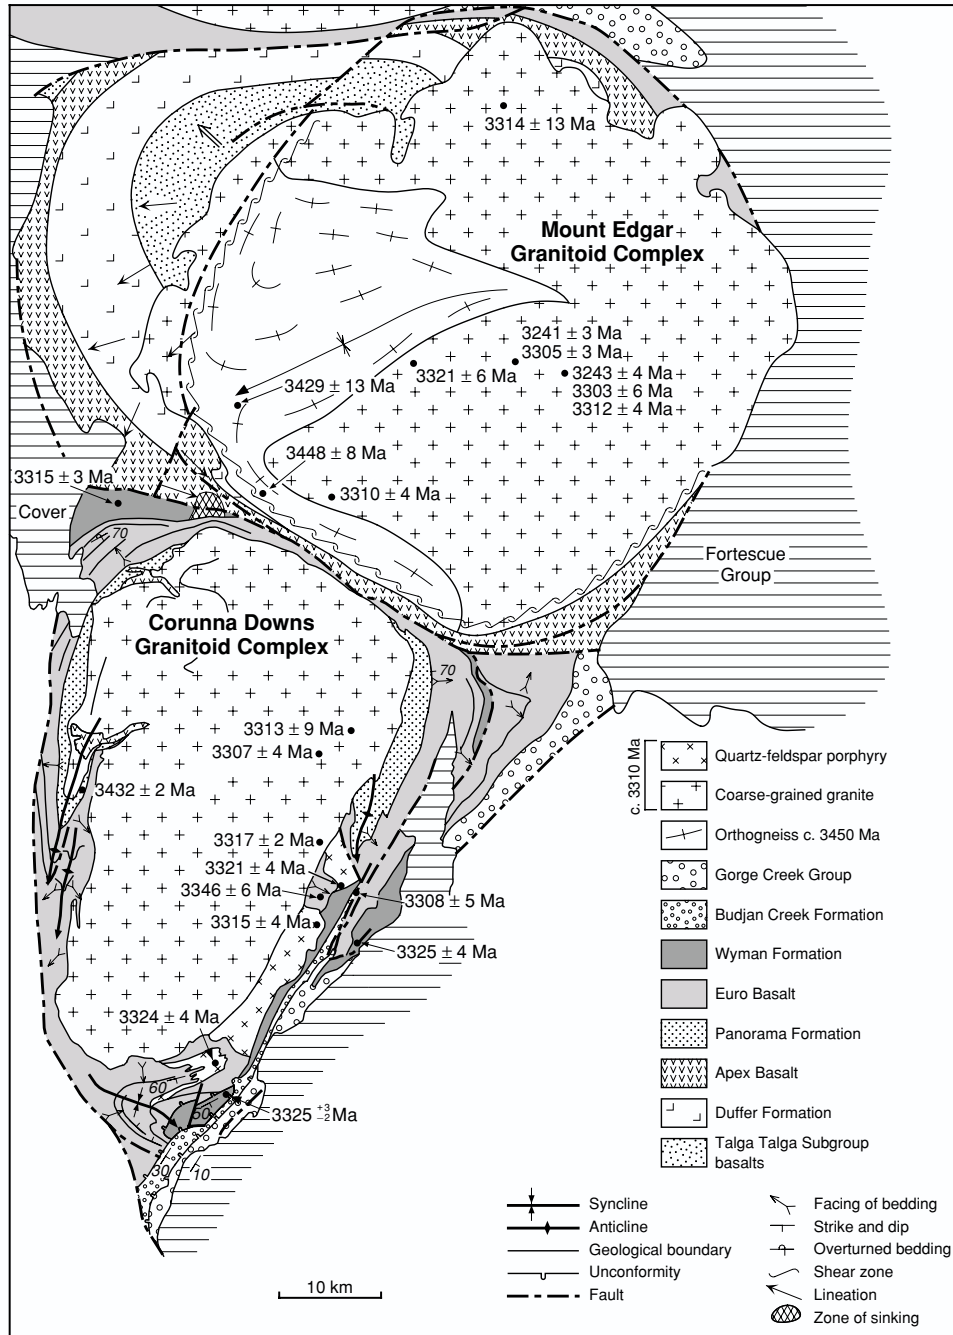 3314 ± 13 Ma
Mount Edgar
Granitoid Complex
3241 ± 3 Ma
3305 ± 3 Ma
3321 ± 6 Ma
3243 ± 4 Ma
3303 ± 6 Ma
3312 ± 4 Ma
3429 ± 13 Ma
3448 ± 8 Ma
3315 ± 3 Ma
3310 ± 4 Ma
Cover
70
Fortescue
Group
Corunna Downs
Granitoid Complex
70
3313 ± 9 Ma
3307 ± 4 Ma
3432 ± 2 Ma
3317 ± 2 Ma
3321 ± 4 Ma
3346 ± 6 Ma
3308 ± 5 Ma
3315 ± 4 Ma
3325 ± 4 Ma
3324 ± 4 Ma
60
50
3325 +3 −2 Ma
30
10
c. 3310 Ma
Quartz-feldspar porphyry
Coarse-grained granite
Orthogneiss c. 3450 Ma
Gorge Creek Group
Budjan Creek Formation
Wyman Formation
Euro Basalt
Panorama Formation
Apex Basalt
Duffer Formation
Talga Talga Subgroup
basalts
Syncline
Anticline
Geological boundary
Unconformity
Fault
Facing of bedding
Strike and dip
Overturned bedding
Shear zone
Lineation
Zone of sinking
10 km